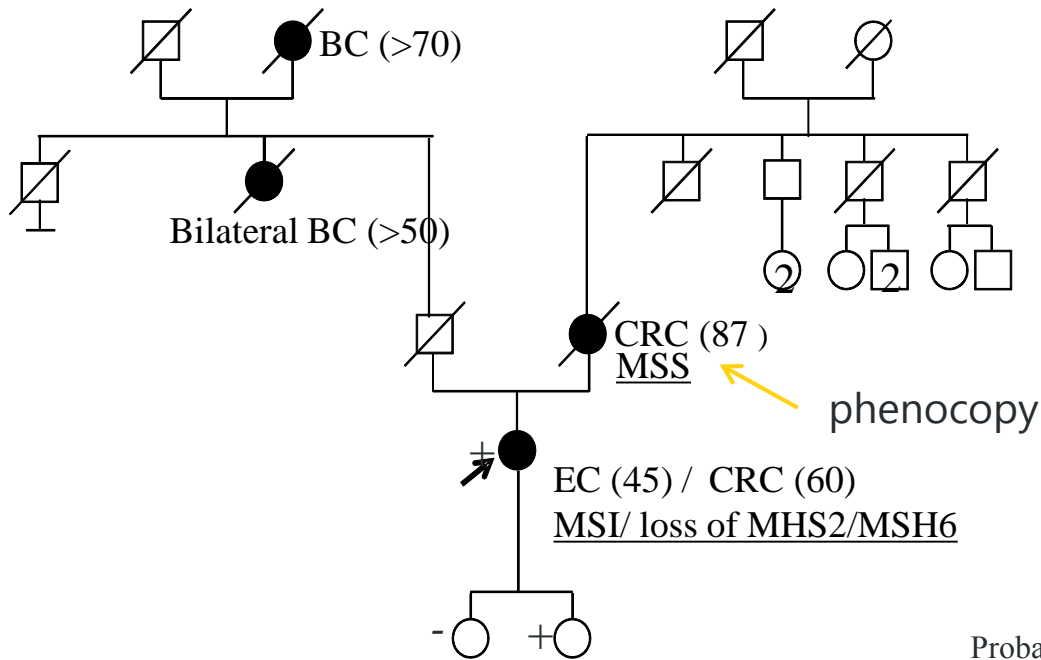 BC (>70)
Bilateral BC (>50)
2
2
CRC (87 )
MSS
phenocopy
+
EC (45) / CRC (60)
MSI/ loss of MHS2/MSH6
- +
Proba